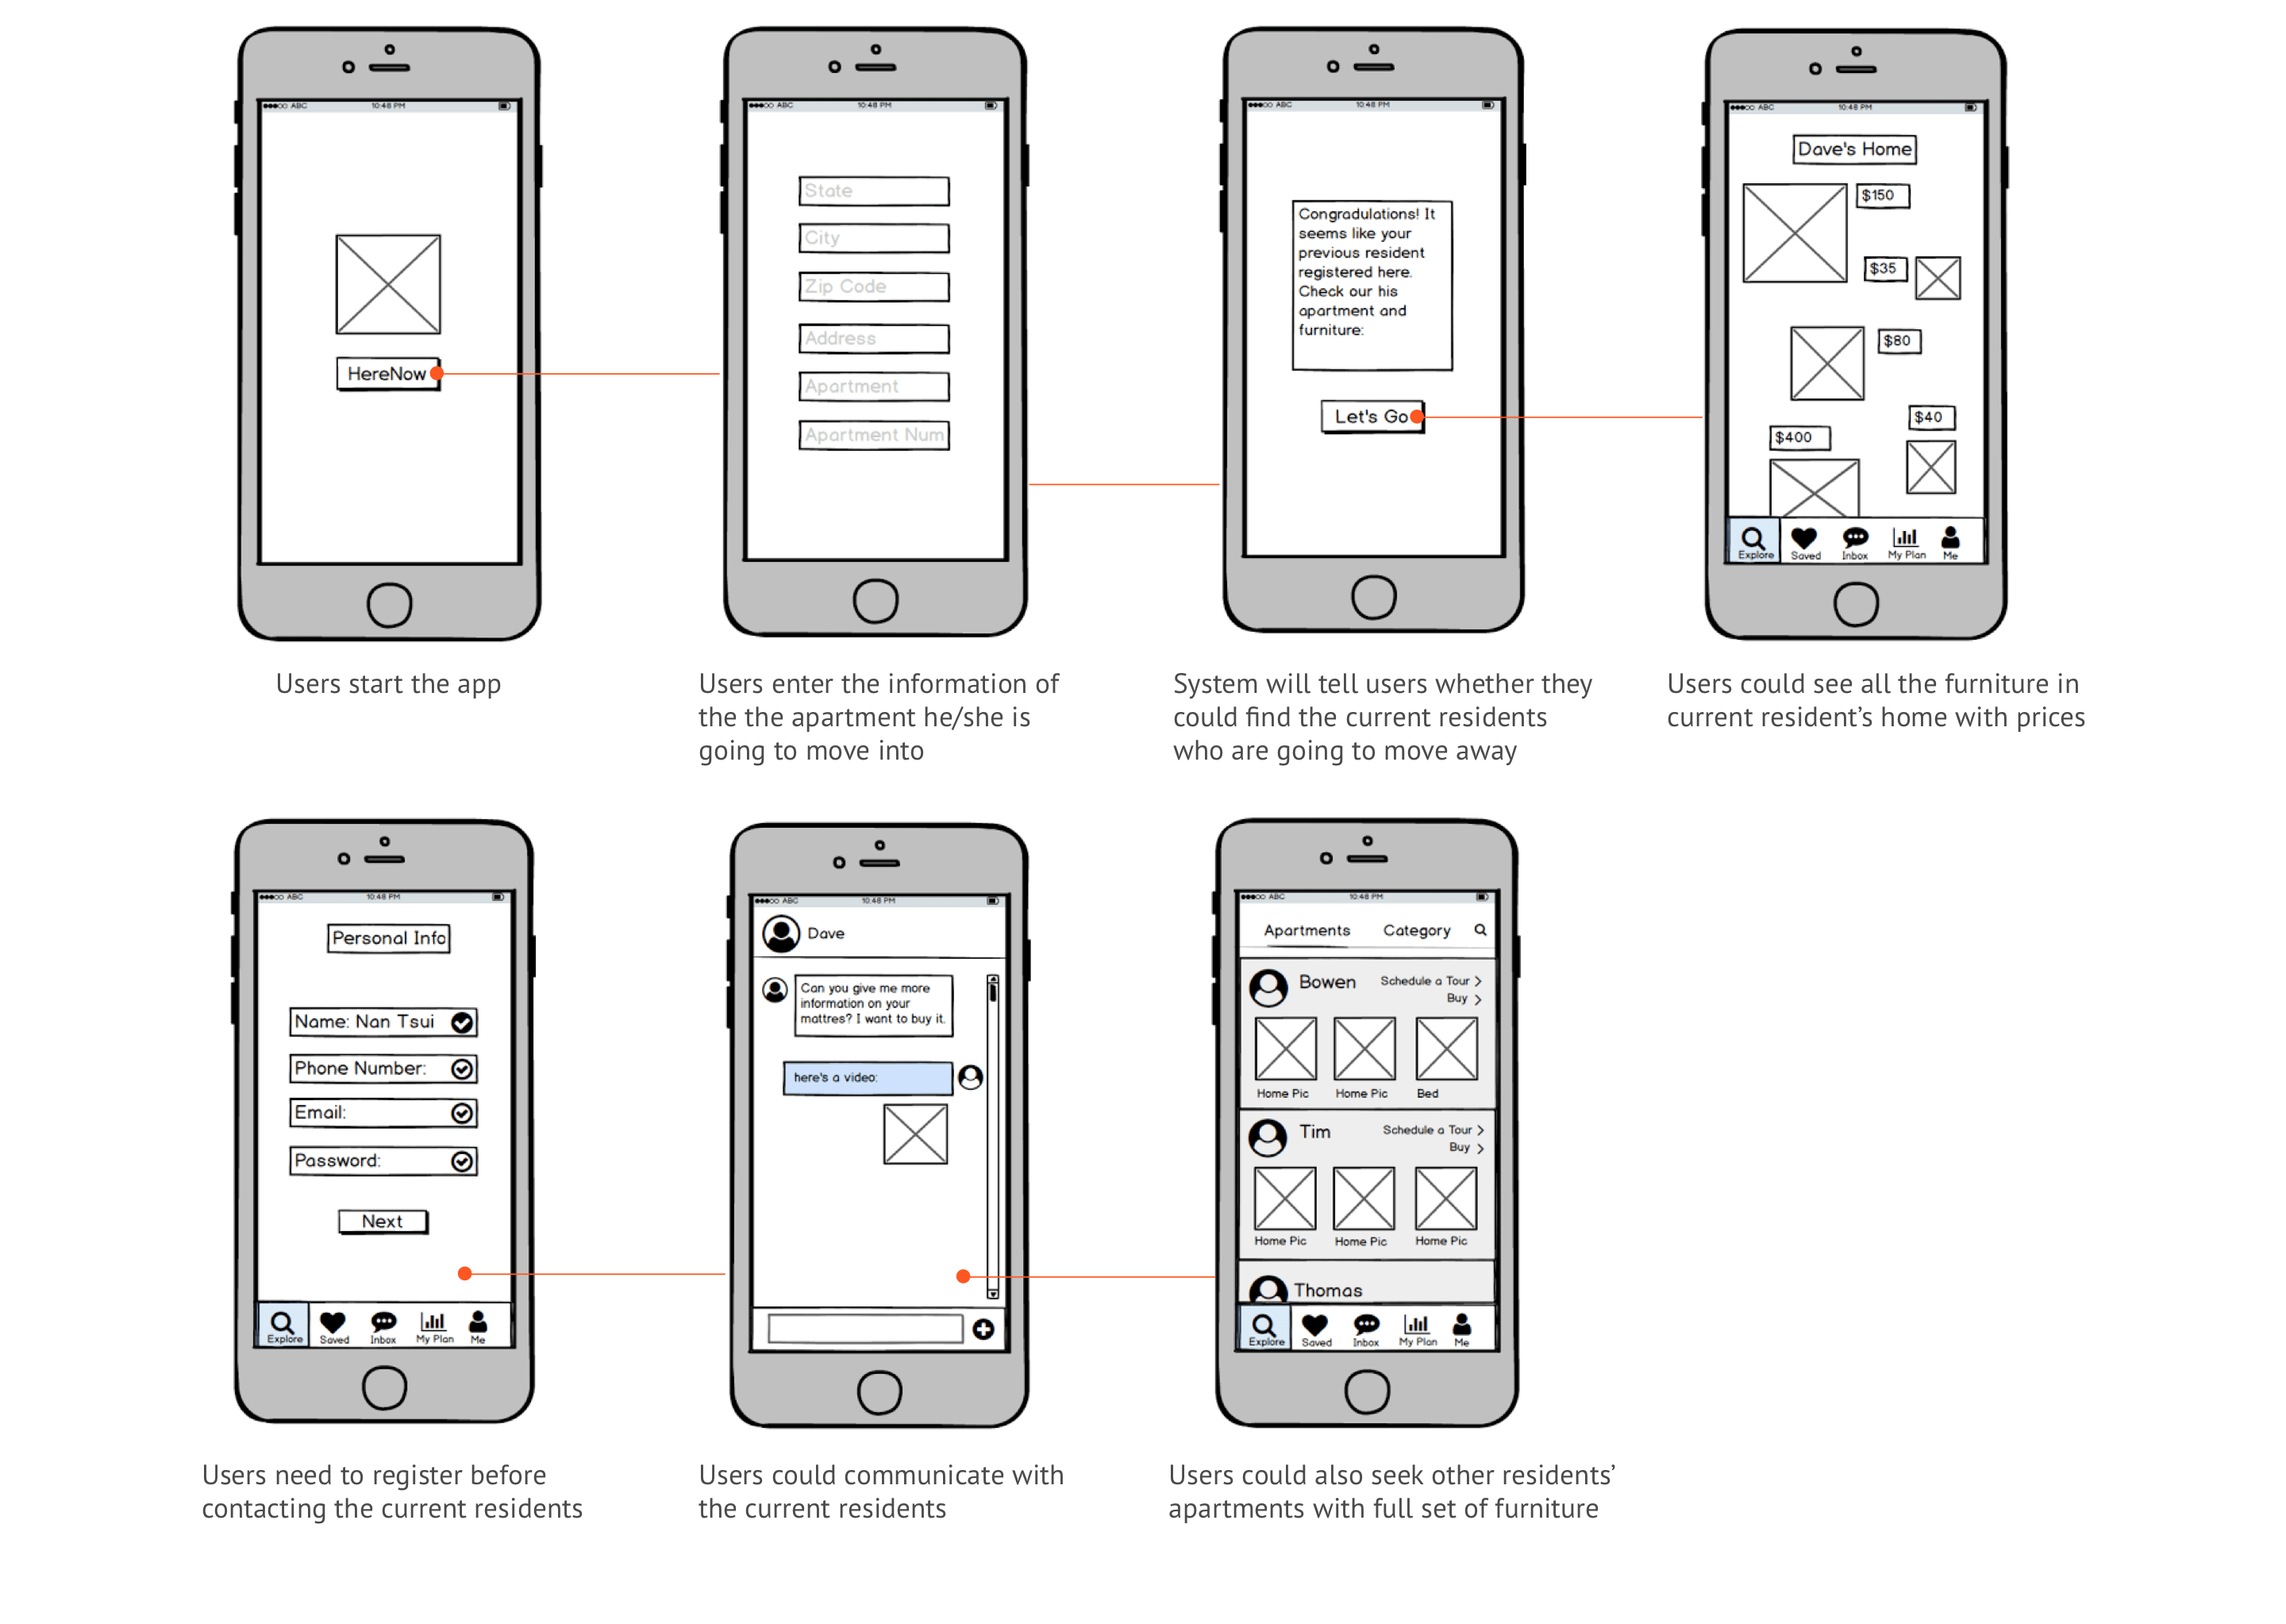 ABC 10:48 PM
HereNow
Users start the app
ABC 10:48 PM
State
City
Zip Code
Address
Apartment
Apartment Num
Users enter the information of
the the apartment he/she is
going to move into
ABC 10:48 PM
Congradulations! It
seems like your
previous resident
registered here.
Check our his
apartment and
furniture:
Let's Go
System will tell users whether they
could find the current residents
who are going to move away
ABC 10:48 PM
Dave's Home
$150
$35
$80
$40
$400
Explore Saved Inbox My Plan Me
Users could see all the furniture in
current resident’s home with prices
ABC 10:48 PM
Personal Info
Name: Nan Tsui
Phone Number:
Email:
Password:
Next
Explore Saved Inbox My Plan Me
Users need to register before
contacting the current residents
ABC 10:48 PM
Dave
Can you give me more
information on your
mattres? I want to buy it.
here's a video:
Users could communicate with
the current residents
ABC 10:48 PM
Apartments Category
Bowen Schedule a Tour
Buy
Home Pic Home Pic Bed
Tim Schedule a Tour
Buy
Home Pic Home Pic Home Pic
Thomas
Explore Saved Inbox My Plan Me
Users could also seek other residents’
apartments with full set of furniture